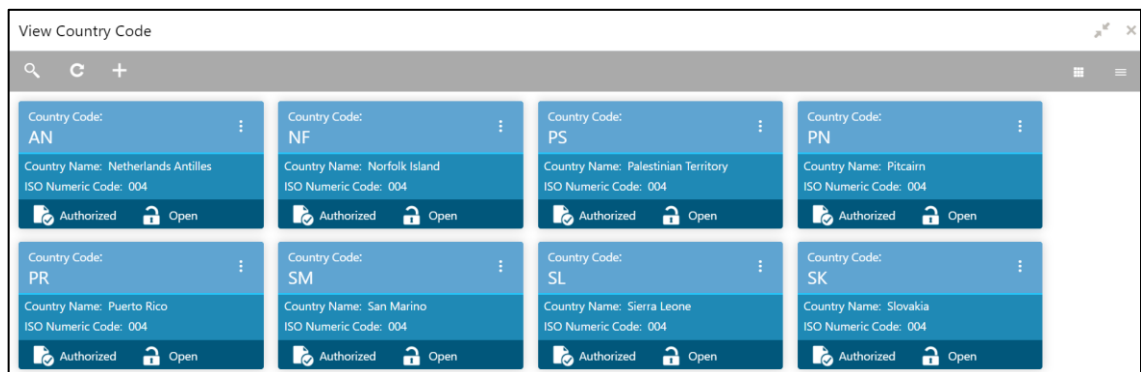 View Country Code
Country Code:
AN
Country Name: Netherlands Antilles
ISO Numeric Code: 004
Authorized Open
Country Code:
NF
Country Name: Norfolk Island
ISO Numeric Code: 004
Authorized Open
Country Code:
PS
Country Name: Palestinian Territory
ISO Numeric Code: 004
Authorized Open
Country Code:
PN
Country Name: Pitcairn
ISO Numeric Code: 004
Authorized Open
Country Code:
PR
Country Name: Puerto Rico
ISO Numeric Code: 004
Authorized Open
Country Code:
SM
Country Name: San Marino
ISO Numeric Code: 004
Authorized Open
Country Code:
SL
Country Name: Sierra Leone
ISO Numeric Code: 004
Authorized Open
Country Code:
SK
Country Name: Slovakia
ISO Numeric Code: 004
Authorized Open